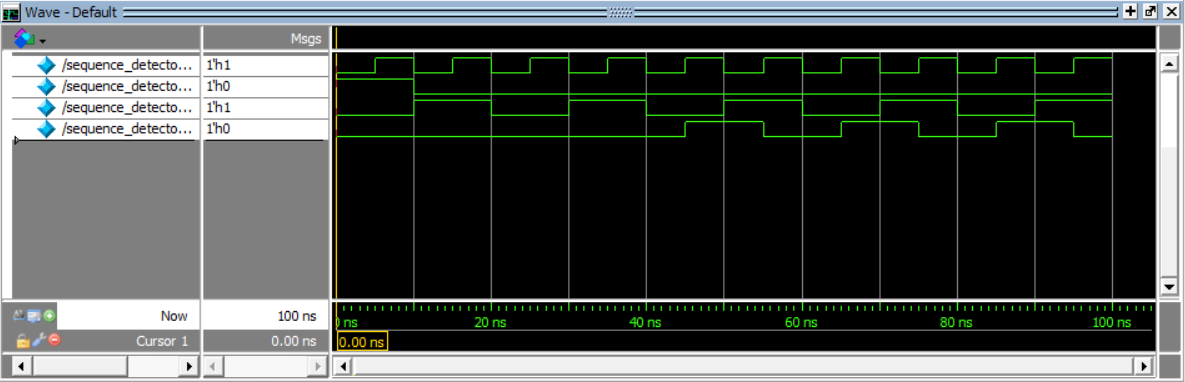 Wave - Default
Msgs
/sequence_detecto... 1'h1
/sequence_detecto... 1'h0
/sequence_detecto... 1'h1
/sequence_detecto... 1'h0
Now 100 ns ns 20 ns 40 ns 60 ns 80 ns 100 ns
Cursor 1 0.00 ns 0.00 ns